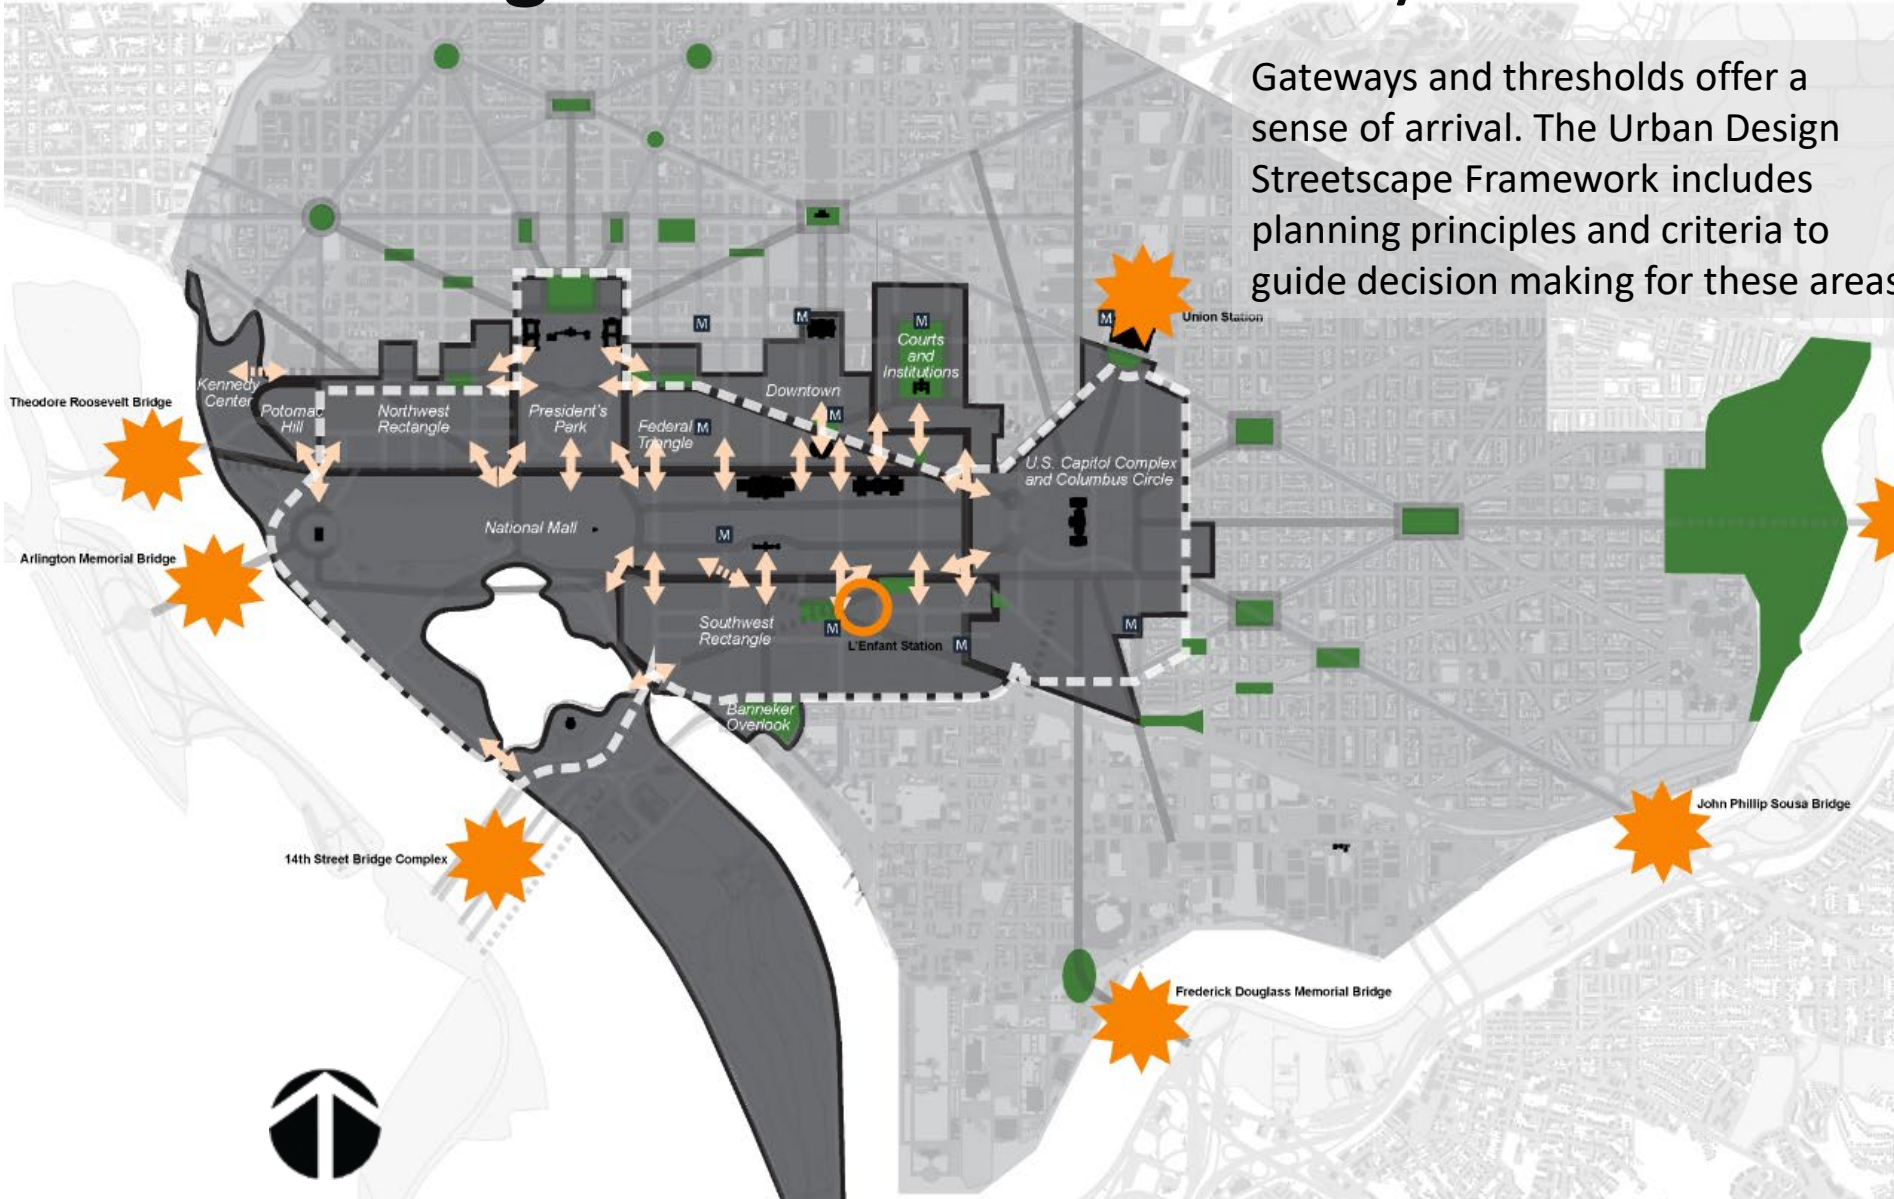 Gateways and thresholds offer a
sense of arrival. The Urban Design
Streetscape Framework includes
planning principles and criteria to
guide decision making for these areas
M
M
M
M
Union Station
Courts
and
Institutions
Kennedy
Center
Theodore Roosevelt Bridge
Potomac
Hill
Northwest
Rectangle
President's
Park
Downtown
M
Federal
Triangle
M
U.S. Capitol Complex
and Columbus Circle
National Mall
M
Arlington Memorial Bridge
Southwest
Rectangle
M
M
L'Enfant Station
M
Banneker
Overlook
John Phillip Sousa Bridge
14th Street Bridge Complex
Frederick Douglass Memorial Bridge